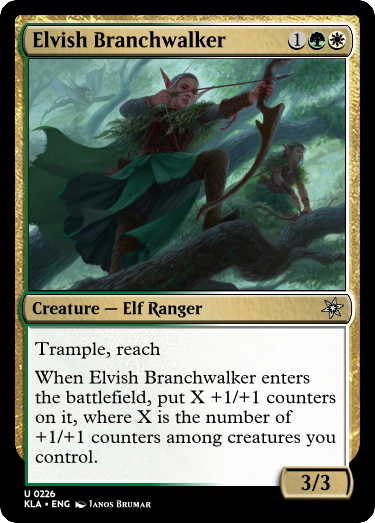 Elvish Branchwalker 1
Creature — Elf Ranger
Trample, reach
When Elvish Branchwalker enters
the battlefield, put X +1/+1 counters
on it, where X is the number of
+1/+1 counters among creatures you
control.
3/3
U 0226
KLA • ENG Janos Brumar